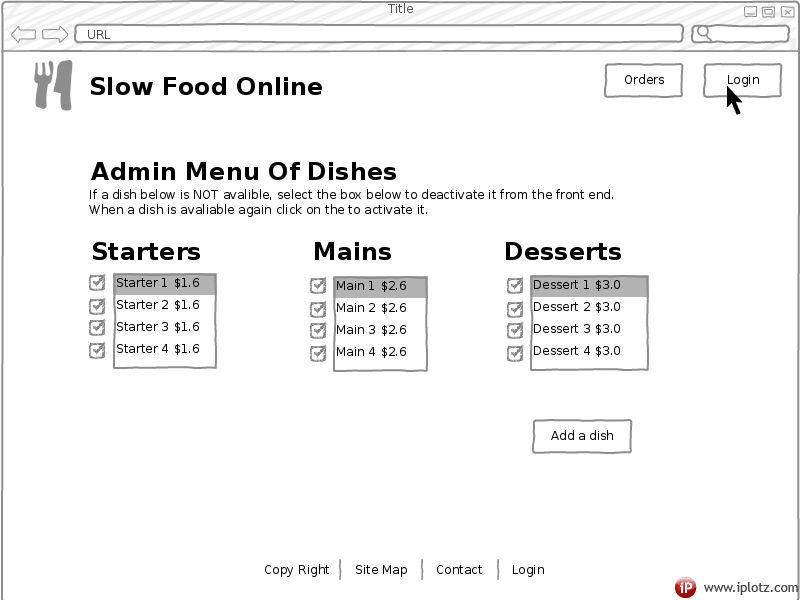 Title
URL
Slow Food Online
Orders
Login
Admin Menu Of Dishes
If a dish below is NOT avalible, select the box below to deactivate it from the front end.
When a dish is avaliable again click on the to activate it.
Starters
Mains
Desserts
Starter 1 $1.6
Starter 2 $1.6
Starter 3 $1.6
Starter 4 $1.6
Main 1 $2.6
Main 2 $2.6
Main 3 $2.6
Main 4 $2.6
Dessert 1 $3.0
Dessert 2 $3.0
Dessert 3 $3.0
Dessert 4 $3.0
Add a dish
Copy Right
Site Map
Contact
Login
iP www.iplotz.com